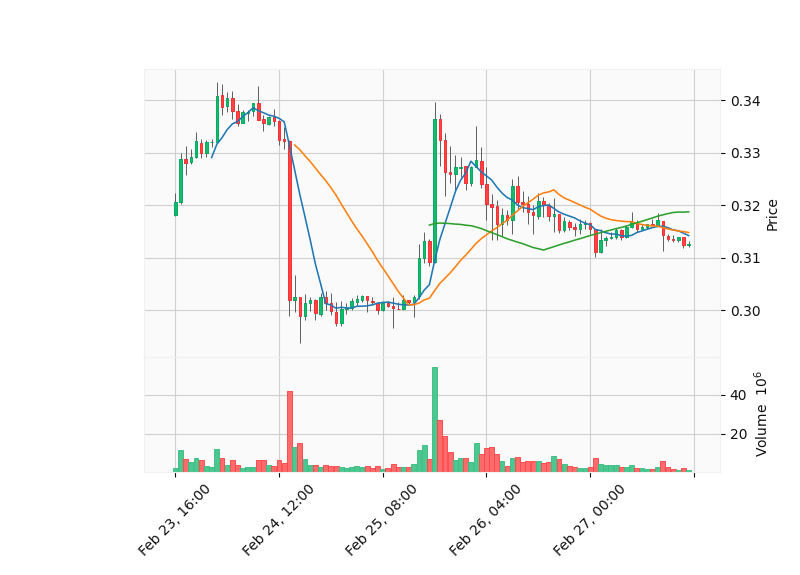 0.34
0.33
0.32
0.31
0.30
Price
40
20
Volume 10^6
Feb 23, 16:00
Feb 24, 12:00
Feb 25, 08:00
Feb 26, 04:00
Feb 27, 00:00